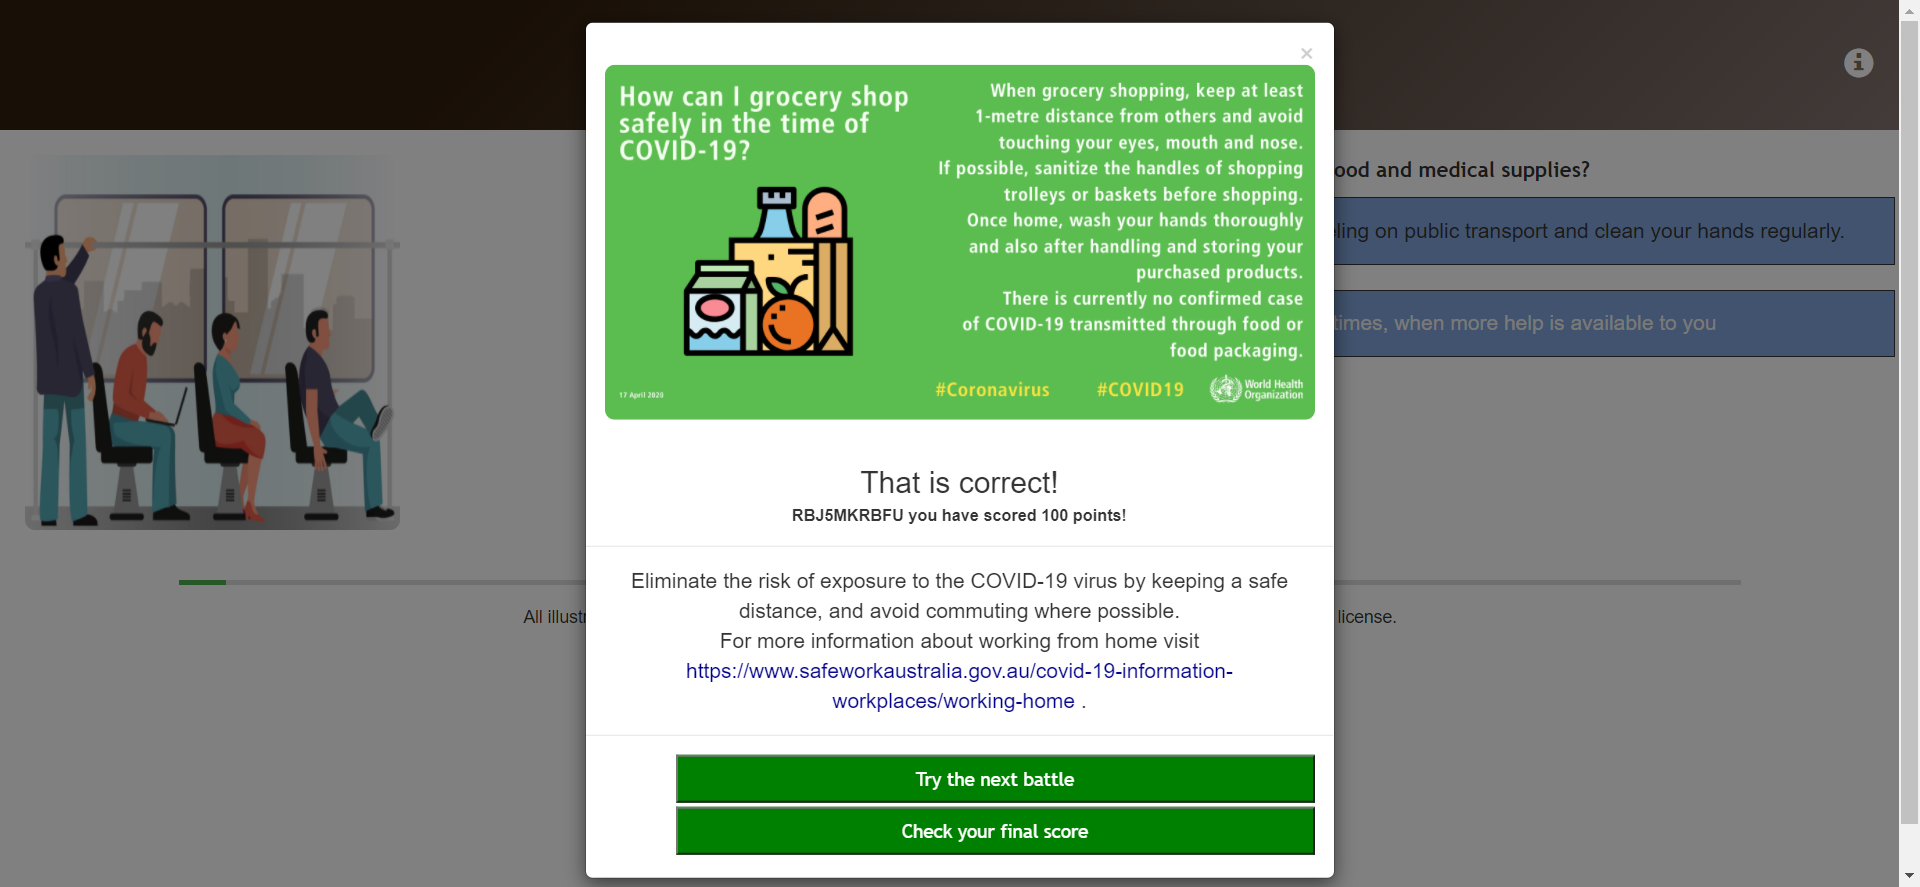 ×
How can I grocery shop
safely in the time of
COVID-19?
When grocery shopping, keep at least
1-metre distance from others and avoid
touching your eyes, mouth and nose.
If possible, sanitize the handles of shopping
trolleys or baskets before shopping.
Once home, wash your hands thoroughly
and also after handling and storing your
purchased products.
There is currently no confirmed case
of COVID-19 transmitted through food or
food packaging.
17 April 2020
#Coronavirus #COVID19 World Health
Organization
ood and medical supplies?
ling on public transport and clean your hands regularly.
times, when more help is available to you
That is correct!
RBJ5MKRBFU you have scored 100 points!
Eliminate the risk of exposure to the COVID-19 virus by keeping a safe
distance, and avoid commuting where possible.
For more information about working from home visit
https://www.safeworkaustralia.gov.au/covid-19-information-
workplaces/working-home .
All illust
license.
Try the next battle
Check your final score